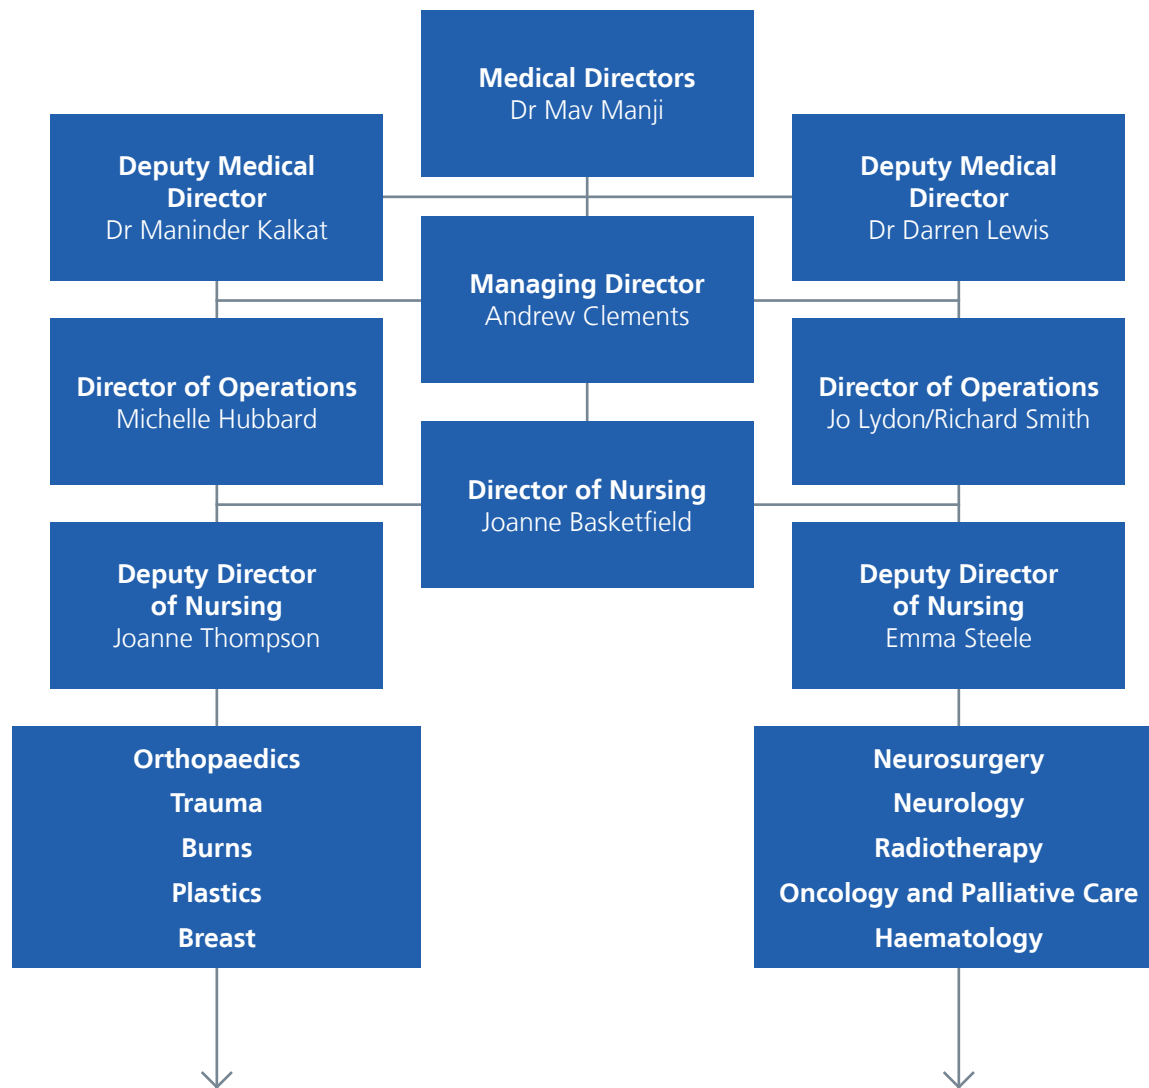 Medical Directors
Dr Mav Manji
Deputy Medical
Director
Dr Maninder Kalkat
Deputy Medical
Director
Dr Darren Lewis
Managing Director
Andrew Clements
Director of Operations
Michelle Hubbard
Director of Operations
Jo Lydon/Richard Smith
Director of Nursing
Joanne Basketfield
Deputy Director
of Nursing
Joanne Thompson
Deputy Director
of Nursing
Emma Steele
Orthopaedics
Trauma
Burns
Plastics
Breast
Neurosurgery
Neurology
Radiotherapy
Oncology and Palliative Care
Haematology